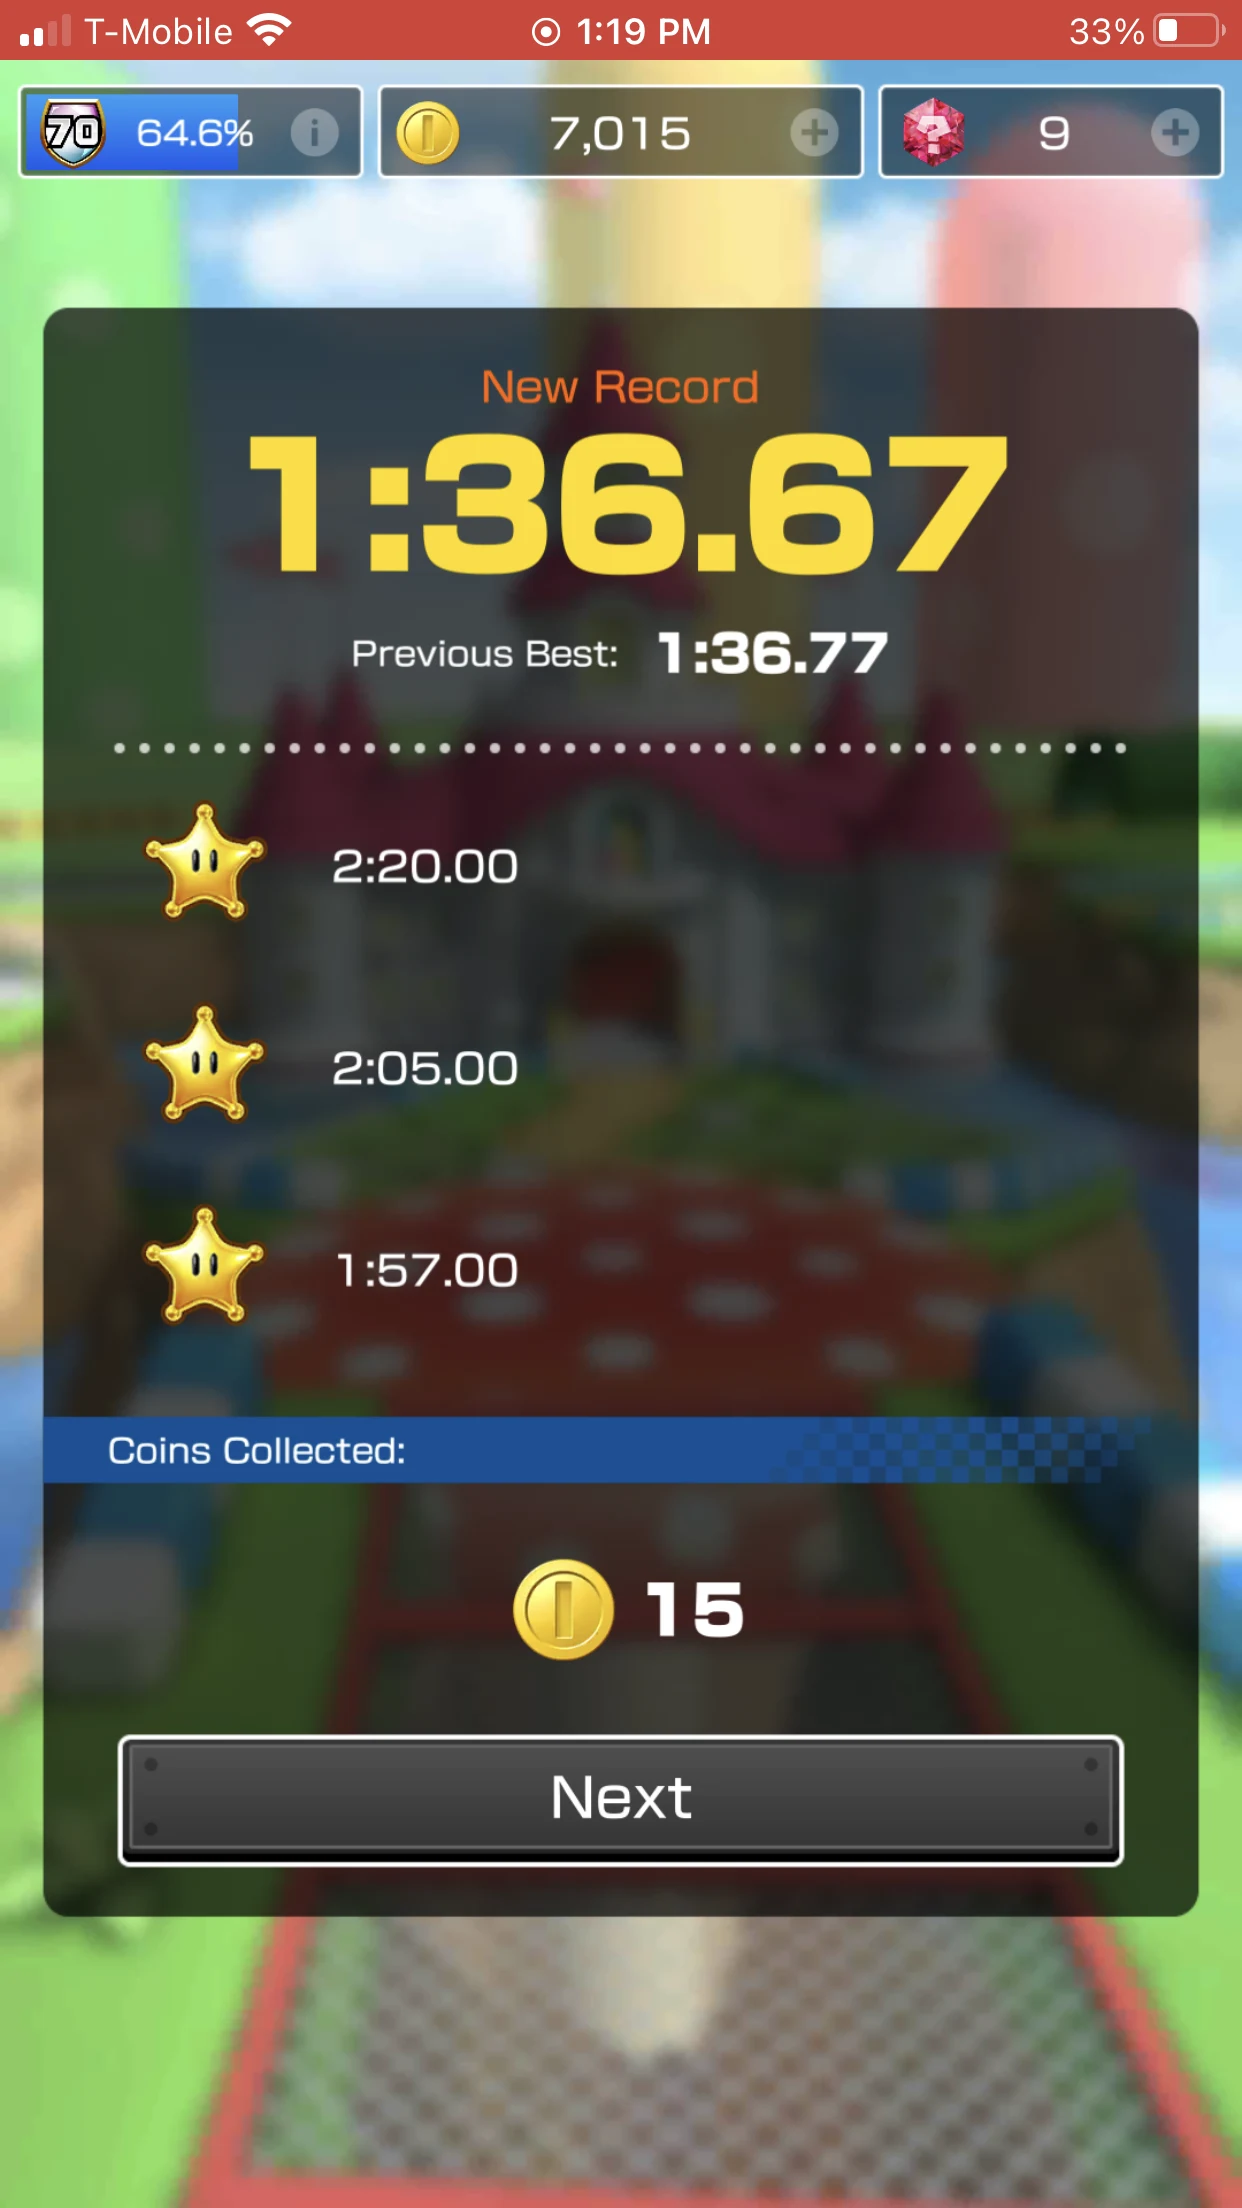 T-Mobile 1:19 PM 33%
70 64.6% i 7,015 + ? 9 +
New Record
1:36.67
Previous Best: 1:36.77
2:20.00
2:05.00
1:57.00
Coins Collected:
15
Next